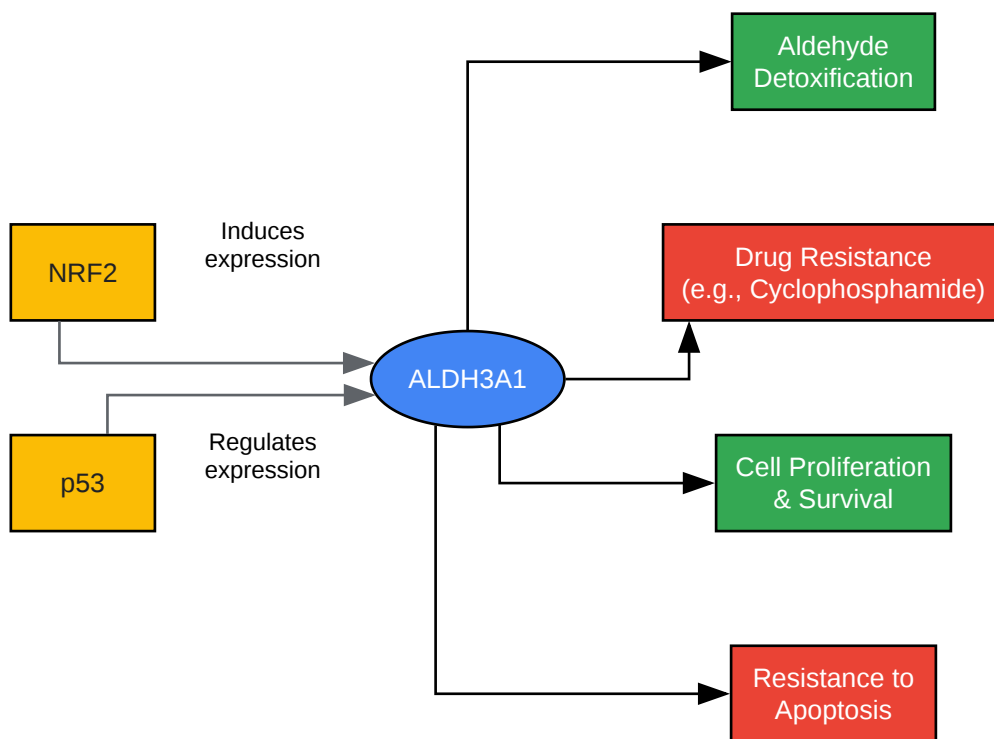 Aldehyde
Detoxification
Induces
expression
NRF2
Drug Resistance
(e.g., Cyclophosphamide)
ALDH3A1
Regulates
expression
p53
Cell Proliferation
& Survival
Resistance to
Apoptosis